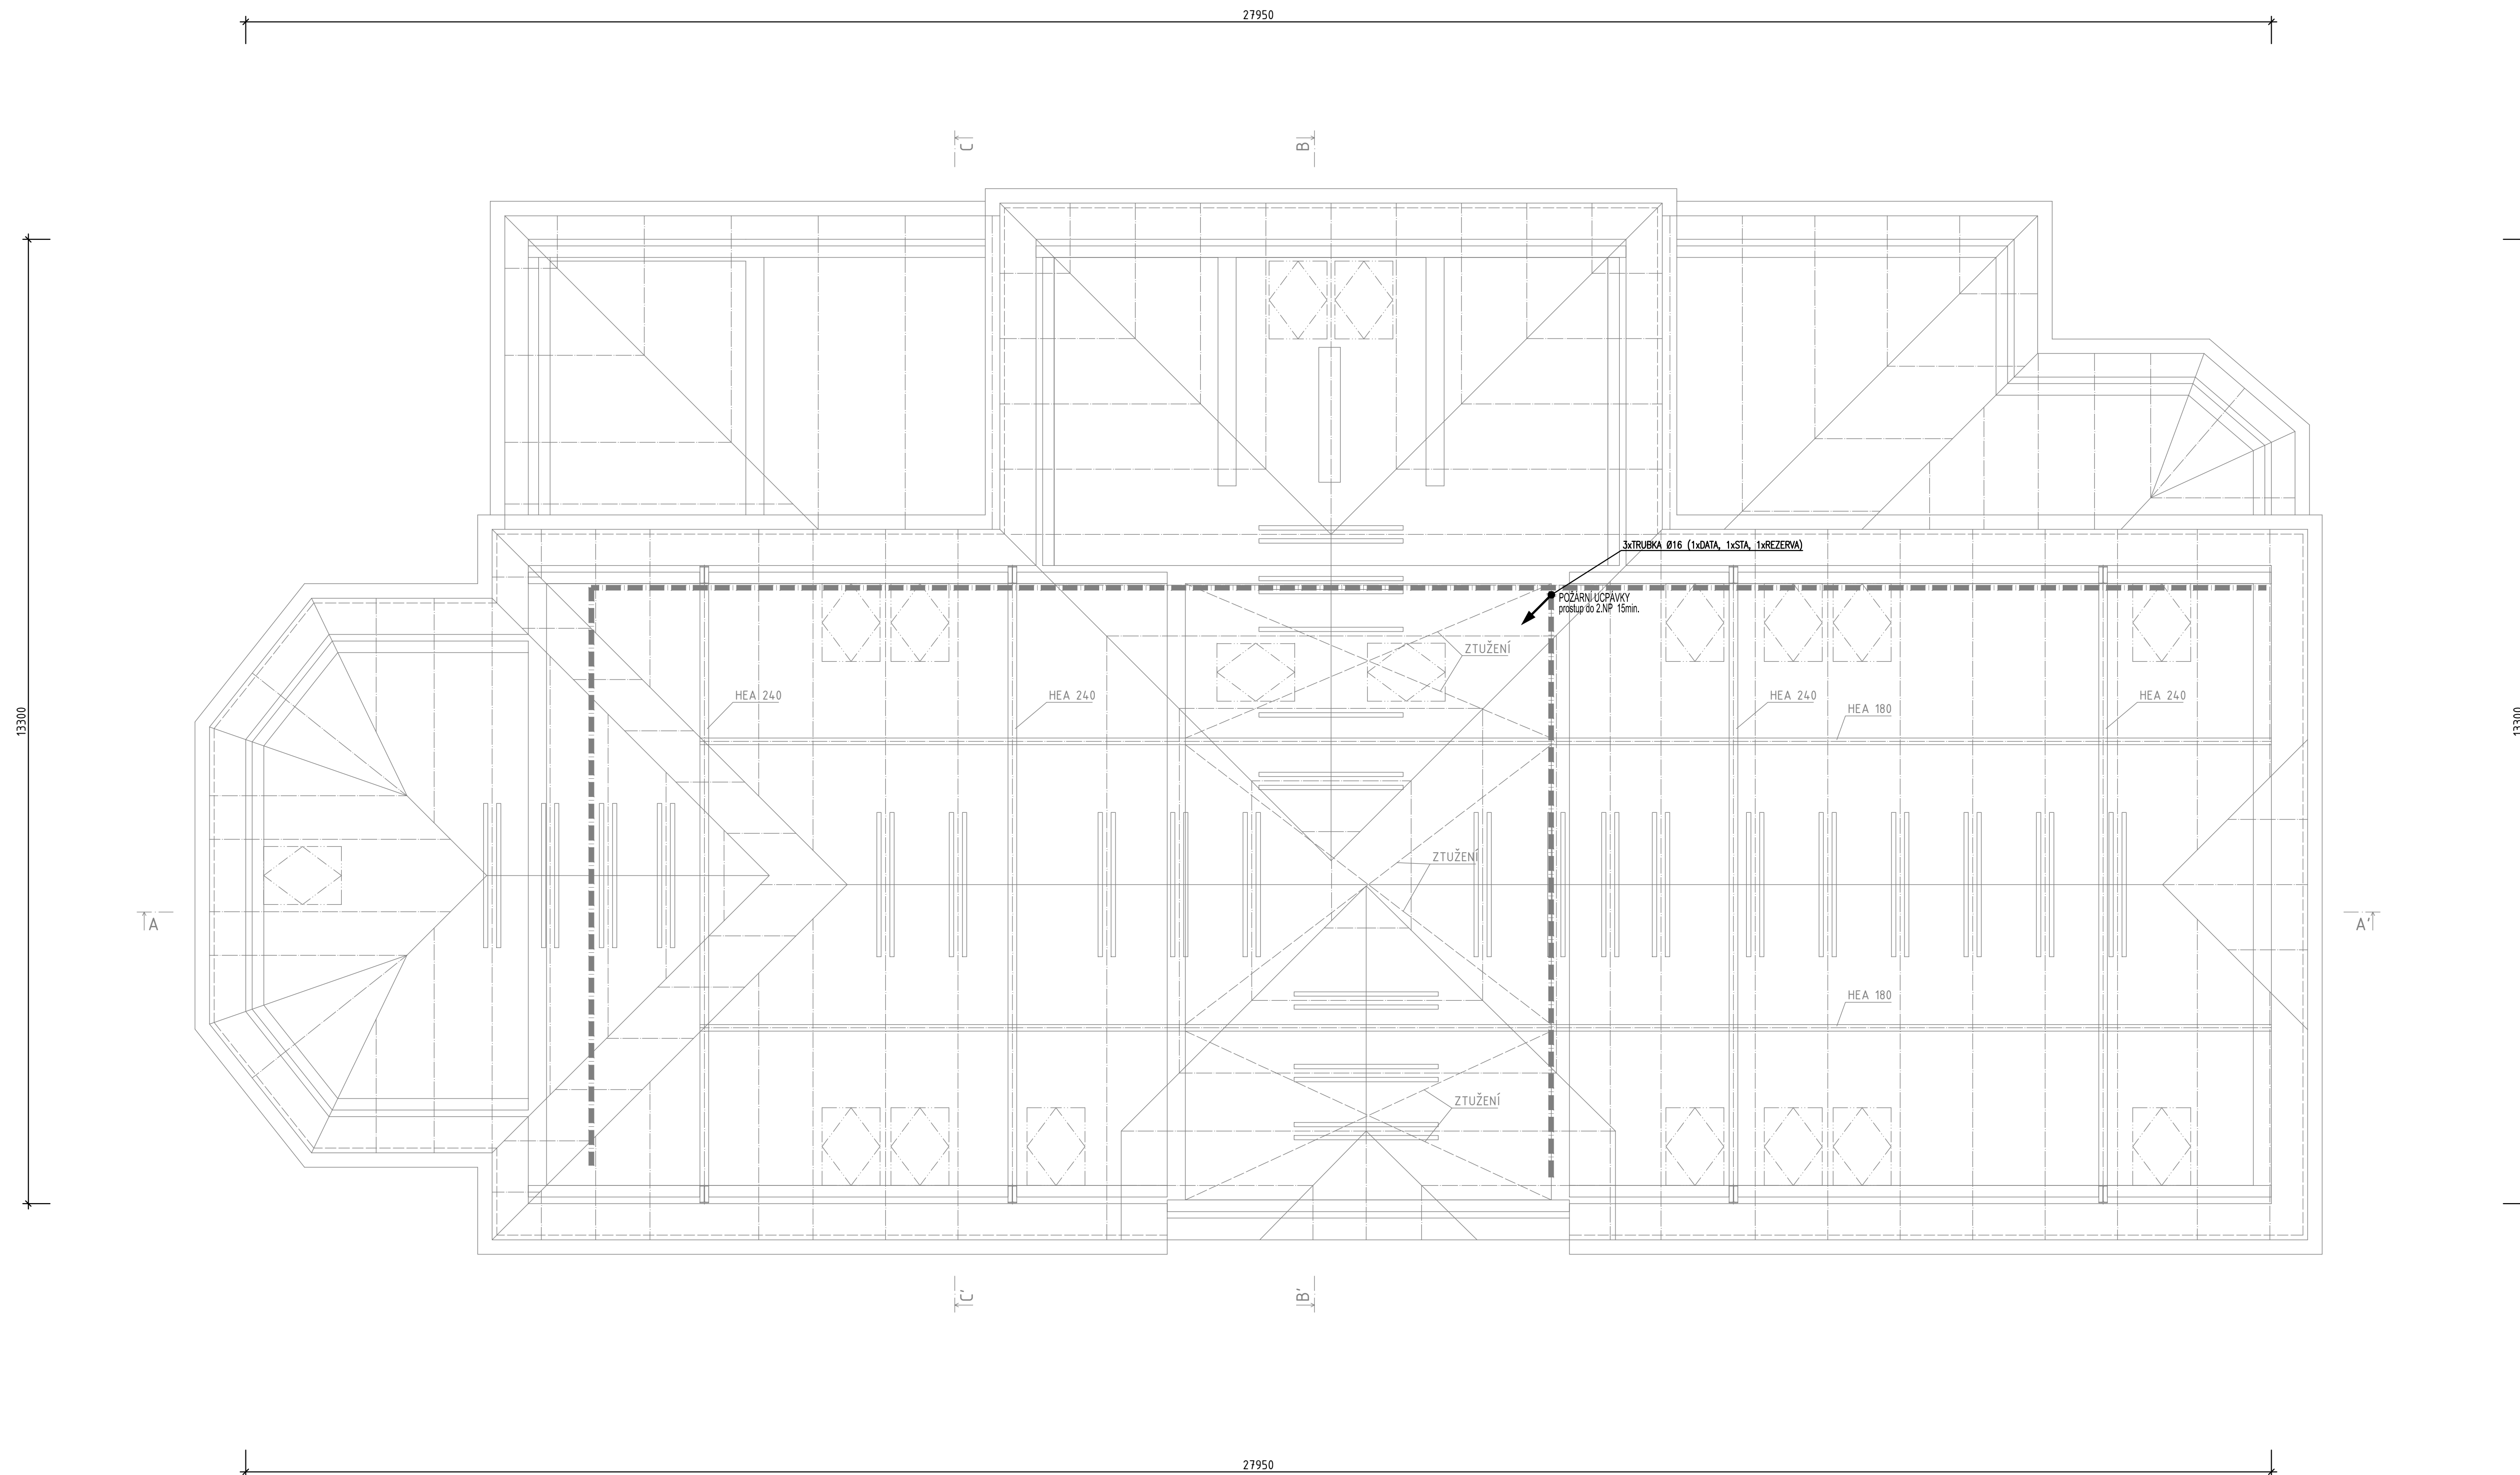 27950
C
B
13300
3xTRUBKA Ø16 (1xDATA, 1xSTA, 1xREZERVA)
POŽÁRNÍ UCPÁVKY
prostup do 2.NP 15min.
ZTUŽENÍ
HEA 240
HEA 240
HEA 240
HEA 240
HEA 180
13300
ZTUŽENÍ
A
A'
HEA 180
ZTUŽENÍ
C'
B'
27950